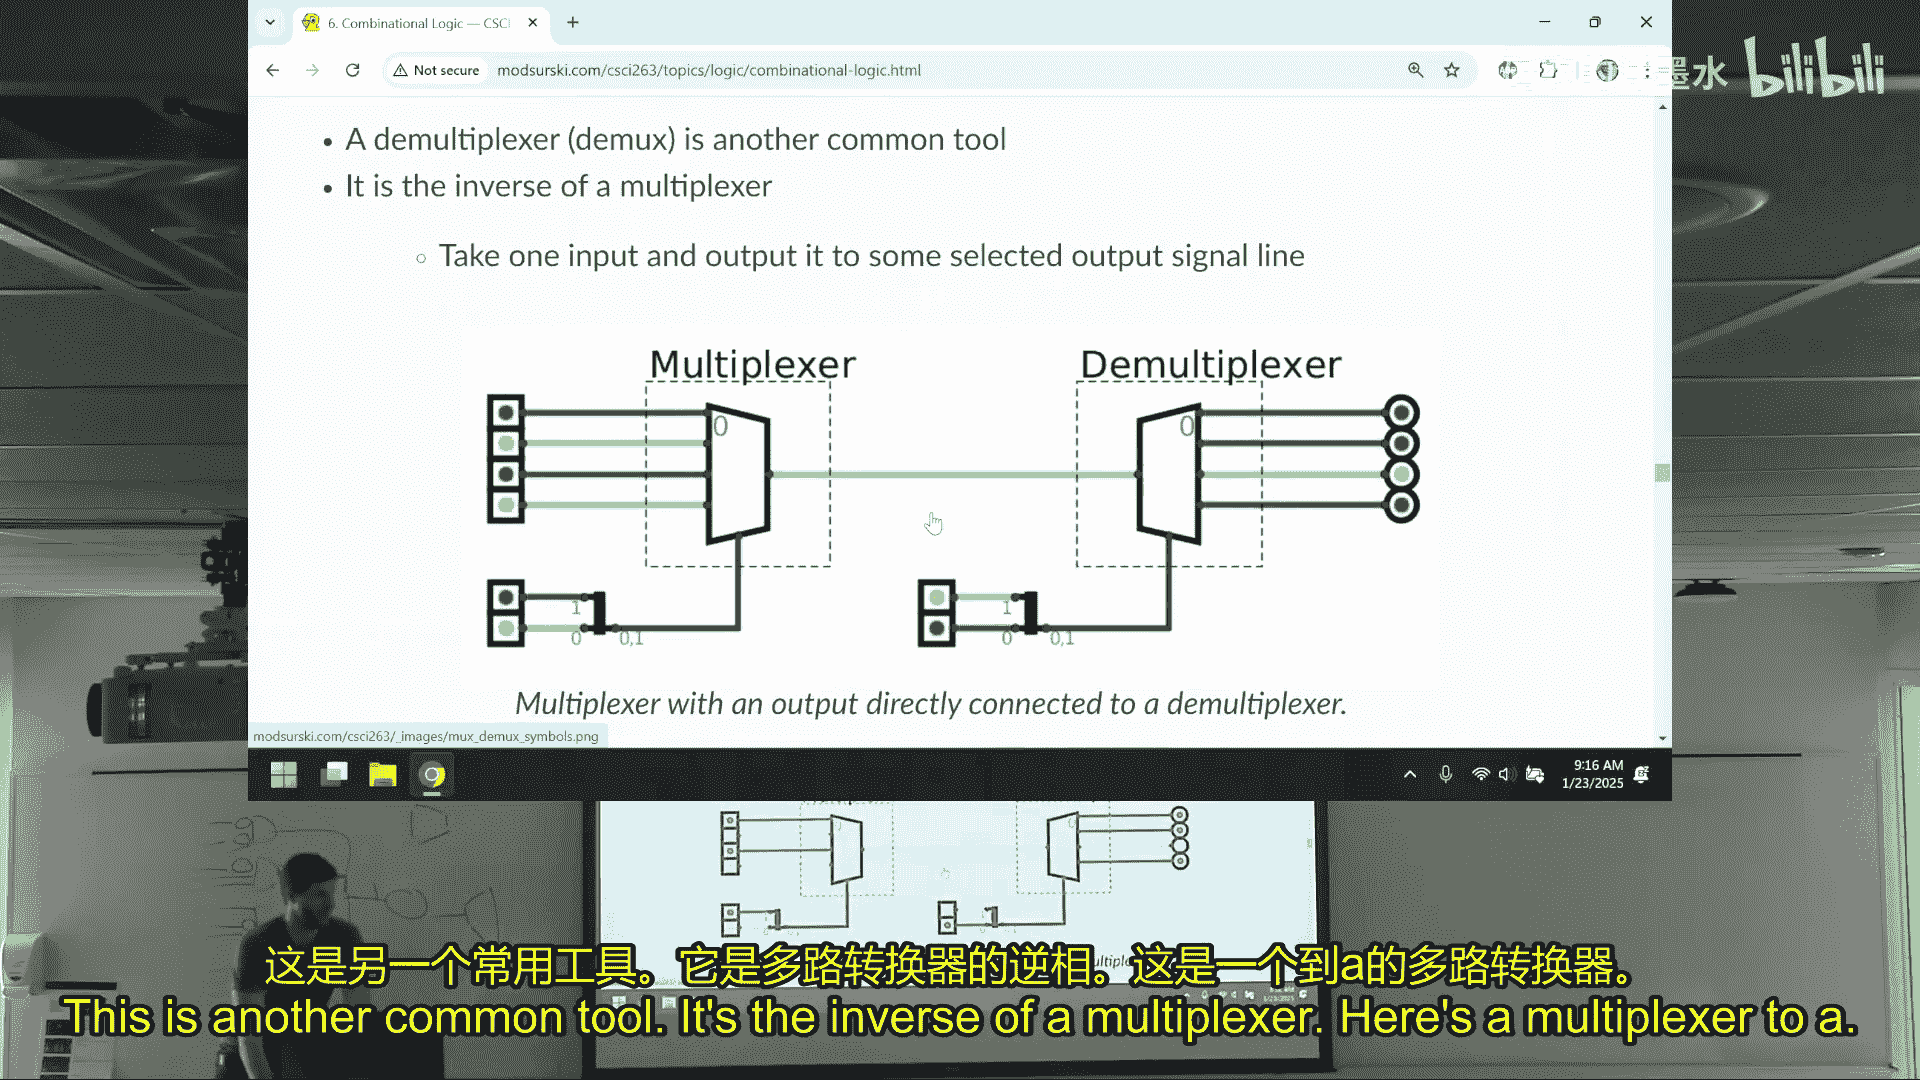 6. Combinational Logic — CSCI
Not secure
modsurski.com/csci263/topics/logic/combinational-logic.html
墨水 bilibili
A demultiplexer (demux) is another common tool
It is the inverse of a multiplexer
Take one input and output it to some selected output signal line
Multiplexer
Demultiplexer
0
0
1
0
0,1
1
0
0,1
Multiplexer with an output directly connected to a demultiplexer.
modsurski.com/csci263/_images/mux_demux_symbols.png
9:16 AM
1/23/2025
这是另一个常用工具。它是多路转换器的逆相。这是一个到a的多路转换器。
This is another common tool. It's the inverse of a multiplexer. Here's a multiplexer to a.